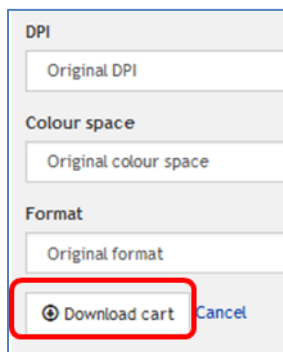 DPI
Original DPI
Colour space
Original colour space
Format
Original format
Download cart Cancel